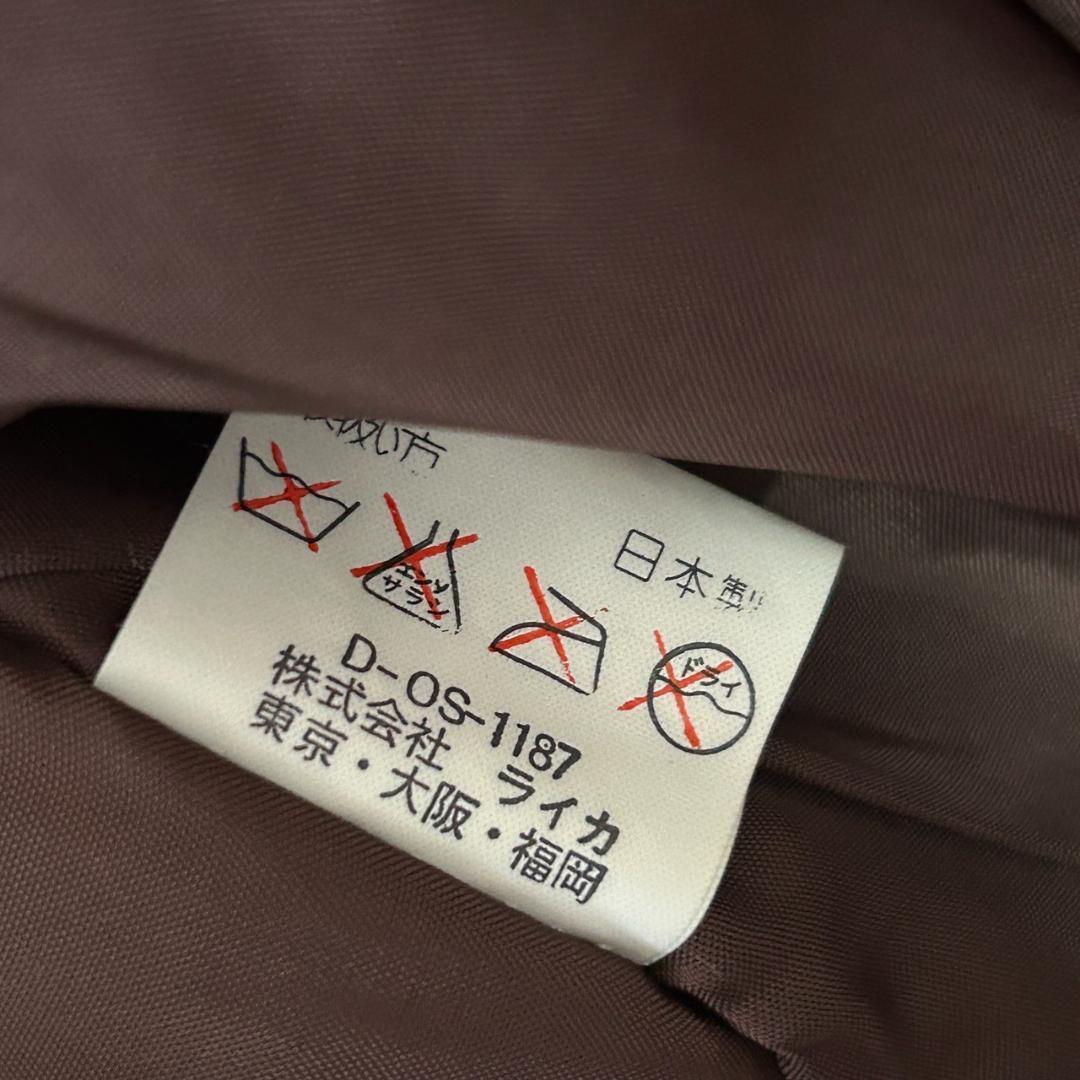 扱い方
日本製
エンソ
サラシ
ドライ
D-OS-1187
株式会社 ライカ
東京・大阪・福岡